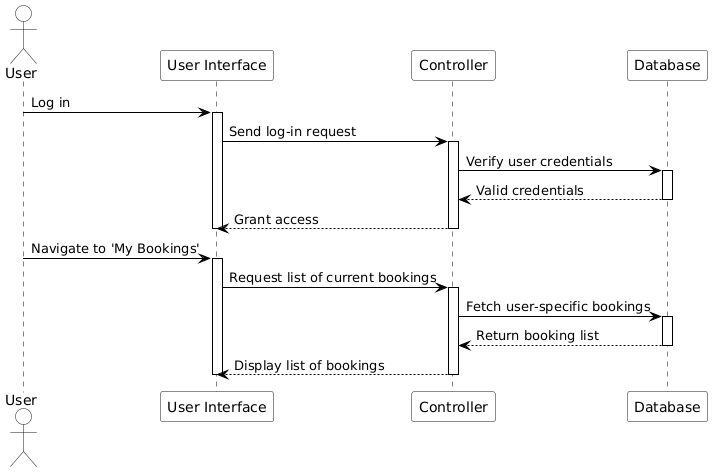 User
User Interface
Controller
Database
Log in
Send log-in request
Verify user credentials
Valid credentials
Grant access
Navigate to 'My Bookings'
Request list of current bookings
Fetch user-specific bookings
Return booking list
Display list of bookings
User
User Interface
Controller
Database